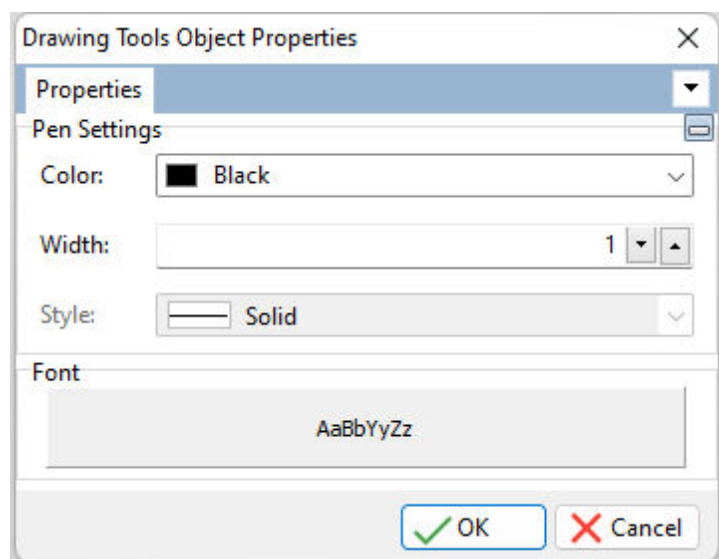 Drawing Tools Object Properties
Properties
Pen Settings
Color: Black
Width: 1
Style: Solid
Font
AaBbYyZz
OK Cancel